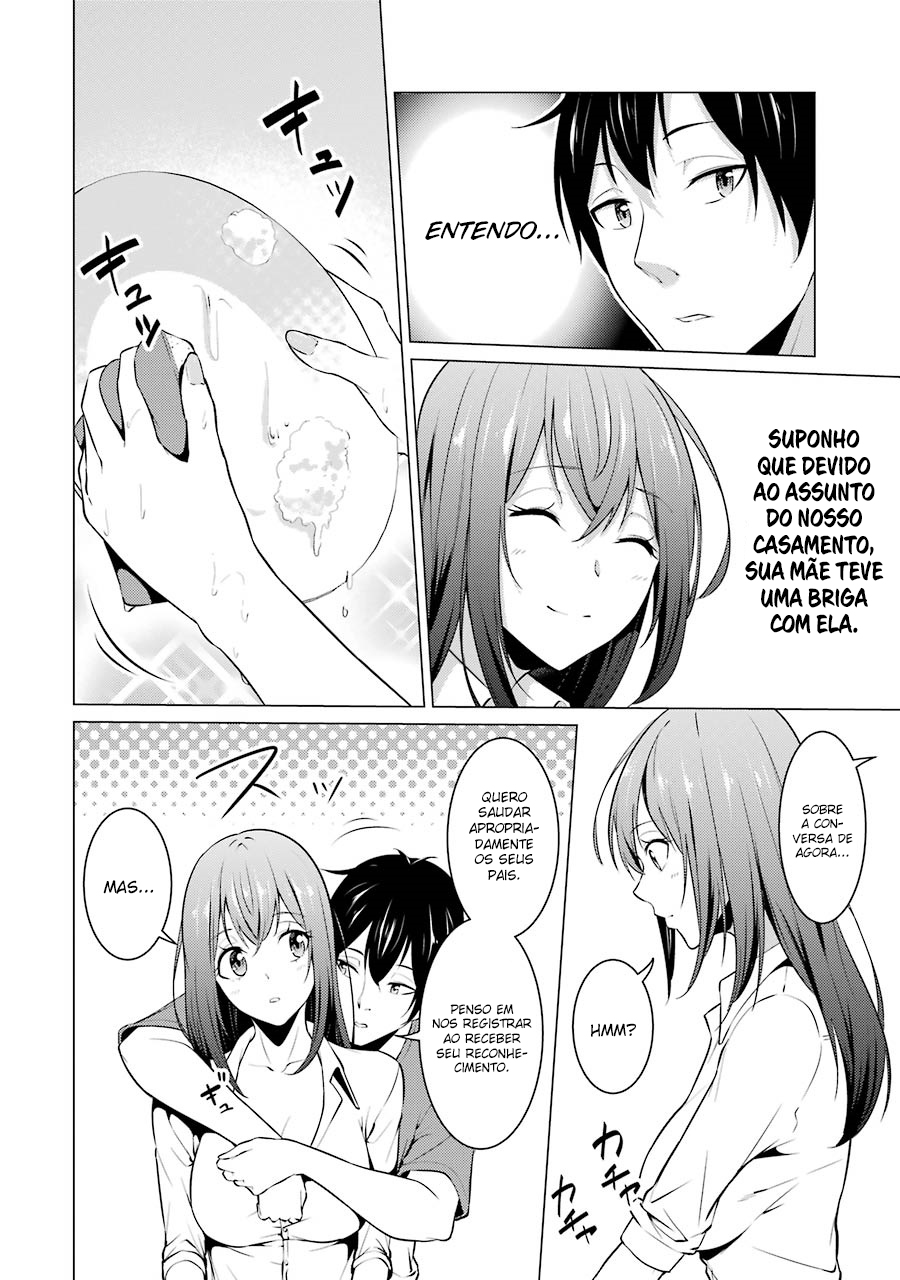 ENTENDO...
キュッ
キュッ
SUPONHO
QUE DEVIDO
AO ASSUNTO
DO NOSSO
CASAMENTO,
SUA MÃE TEVE
UMA BRIGA
COM ELA.
SOBRE
A CON-
VERSA DE
AGORA...
HMM?
カチャ
カチャ
QUERO
SAUDAR
APROPRIA-
DAMENTE
OS SEUS
PAIS.
PENSO EM
NOS REGISTRAR
AO RECEBER
SEU RECONHE-
CIMENTO.
スッ
MAS...
ギュ